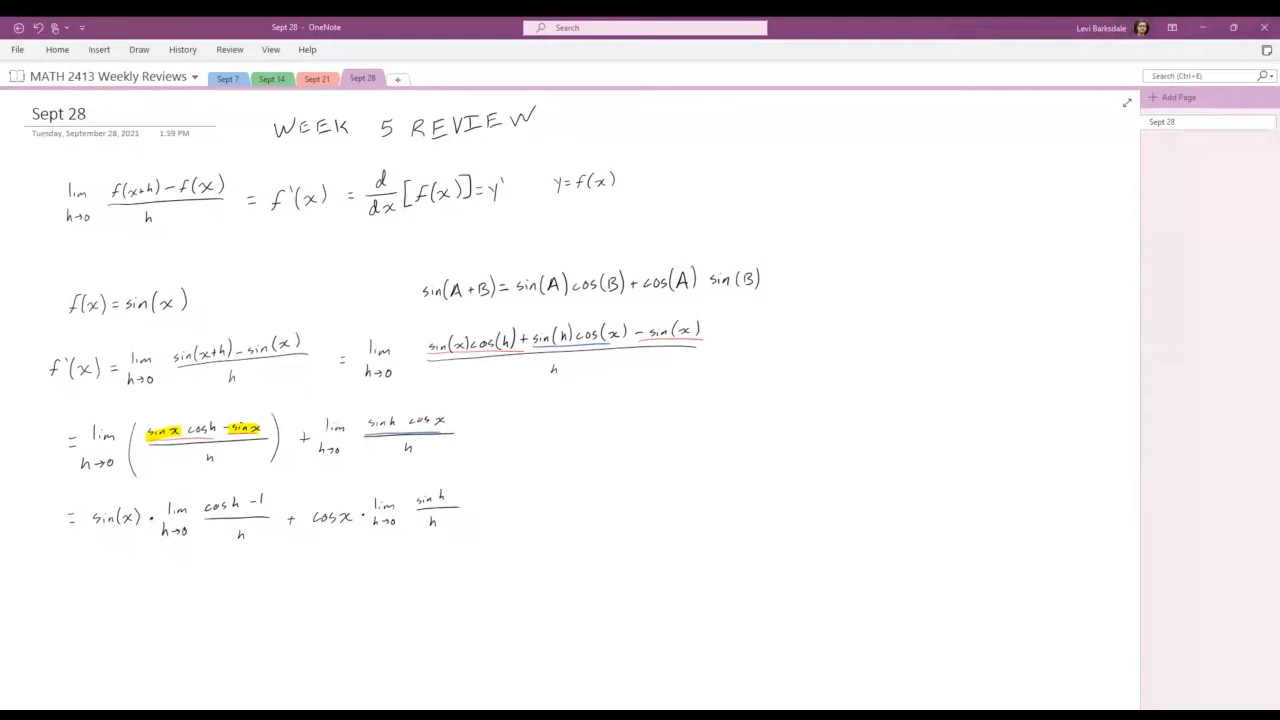 Sept 28 - OneNote
Search
Levi Barksdale
File Home Insert Draw History Review View Help
MATH 2413 Weekly Reviews Sept 7 Sept 14 Sept 21 Sept 28 +
Search (Ctrl+E)
Add Page
Sept 28
Sept 28
Tuesday, September 28, 2021 1:59 PM
WEEK 5 REVIEW
lim h→0 (f(x+h) - f(x))/h = f'(x) = d/dx [f(x)] = y' y = f(x)
f(x) = sin(x) sin(A+B) = sin(A)cos(B) + cos(A) sin(B)
f'(x) = lim h→0 (sin(x+h) - sin(x))/h = lim h→0 (sin(x)cos(h) + sin(h)cos(x) - sin(x))/h
= lim h→0 ((sinx cosh - sinx)/h) + lim h→0 (sinh cosx)/h
= sin(x) · lim h→0 (cosh - 1)/h + cosx · lim h→0 (sin h)/h